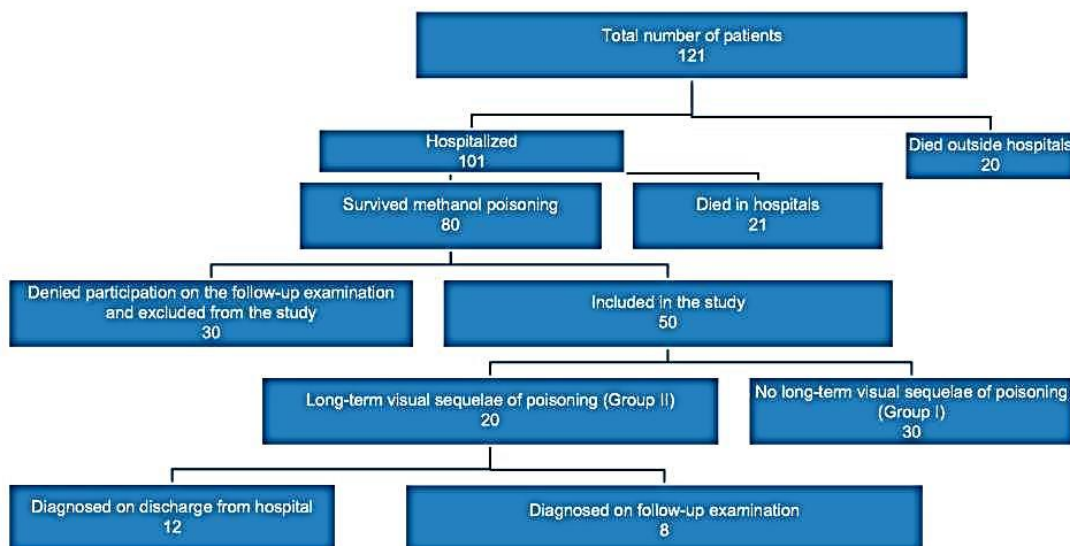 Total number of patients
121
Hospitalized
101
Died outside hospitals
20
Survived methanol poisoning
80
Died in hospitals
21
Denied participation on the follow-up examination
and excluded from the study
30
Included in the study
50
Long-term visual sequelae of poisoning (Group II)
20
No long-term visual sequelae of poisoning
(Group I)
30
Diagnosed on discharge from hospital
12
Diagnosed on follow-up examination
8